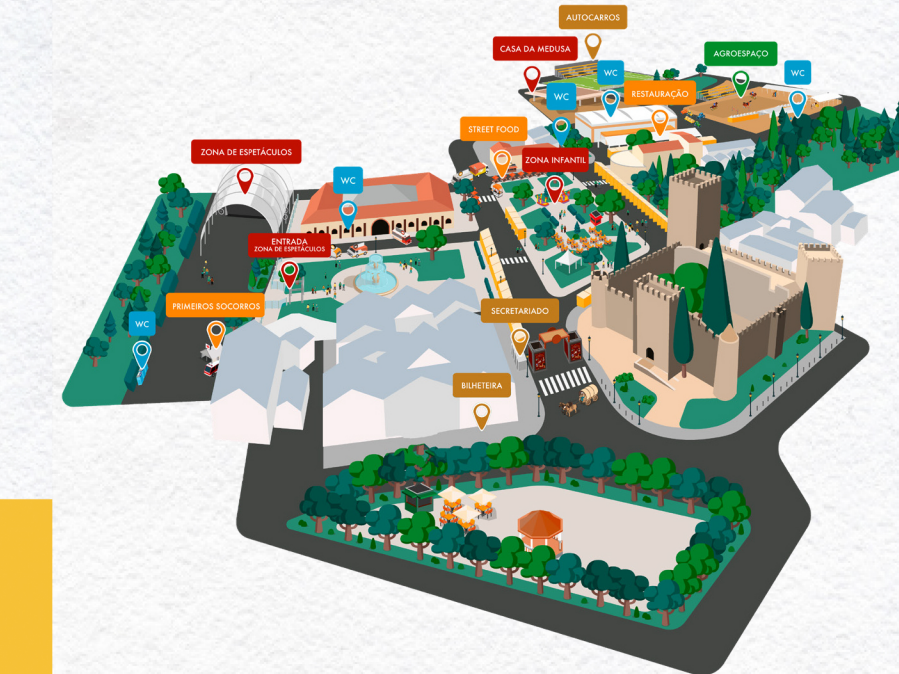 AUTOCARROS
CASA DA MEDUSA
AGROESPAÇO
WC
WC
RESTAURAÇÃO
WC
STREET FOOD
ZONA DE ESPETÁCULOS
ZONA INFANTIL
WC
ENTRADA
ZONA DE ESPETÁCULOS
PRIMEIROS SOCORROS
SECRETARIADO
WC
BILHETEIRA